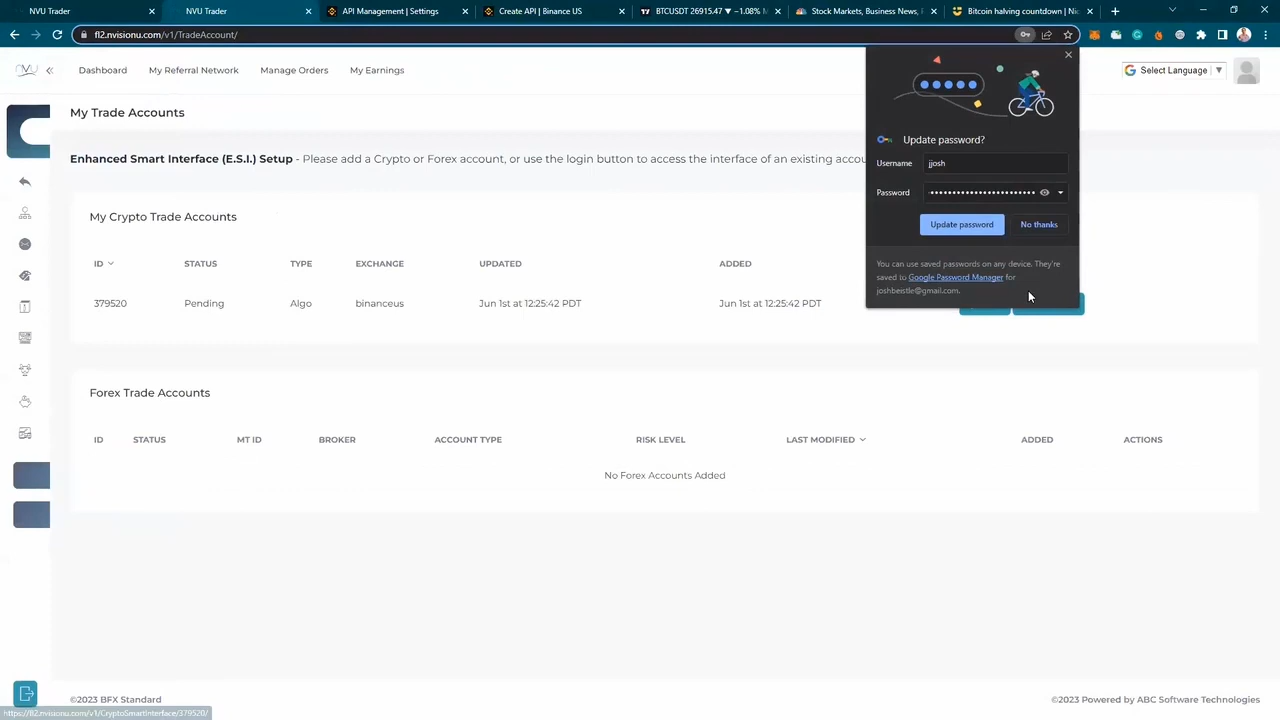 NVU Trader
NVU Trader
API Management | Settings
Create API | Binance US
BTCUSDT 26915.47 ▼ −1.08%
Stock Markets, Business News,
Bitcoin halving countdown | Ni
fl2.nvisionu.com/v1/TradeAccount/
NVU
Dashboard
My Referral Network
Manage Orders
My Earnings
Select Language ▼
My Trade Accounts
Enhanced Smart Interface (E.S.I.) Setup - Please add a Crypto or Forex account, or use the login button to access the interface of an existing accou
Update password?
Username jjosh
Password
Update password
No thanks
You can use saved passwords on any device. They're
saved to Google Password Manager for
joshbeistle@gmail.com.
My Crypto Trade Accounts
ID STATUS TYPE EXCHANGE UPDATED ADDED
379520 Pending Algo binanceus Jun 1st at 12:25:42 PDT Jun 1st at 12:25:42 PDT
Forex Trade Accounts
ID STATUS MT ID BROKER ACCOUNT TYPE RISK LEVEL LAST MODIFIED ADDED ACTIONS
No Forex Accounts Added
©2023 BFX Standard
©2023 Powered by ABC Software Technologies
https://fl2.nvisionu.com/v1/CryptoSmartInterface/379520/